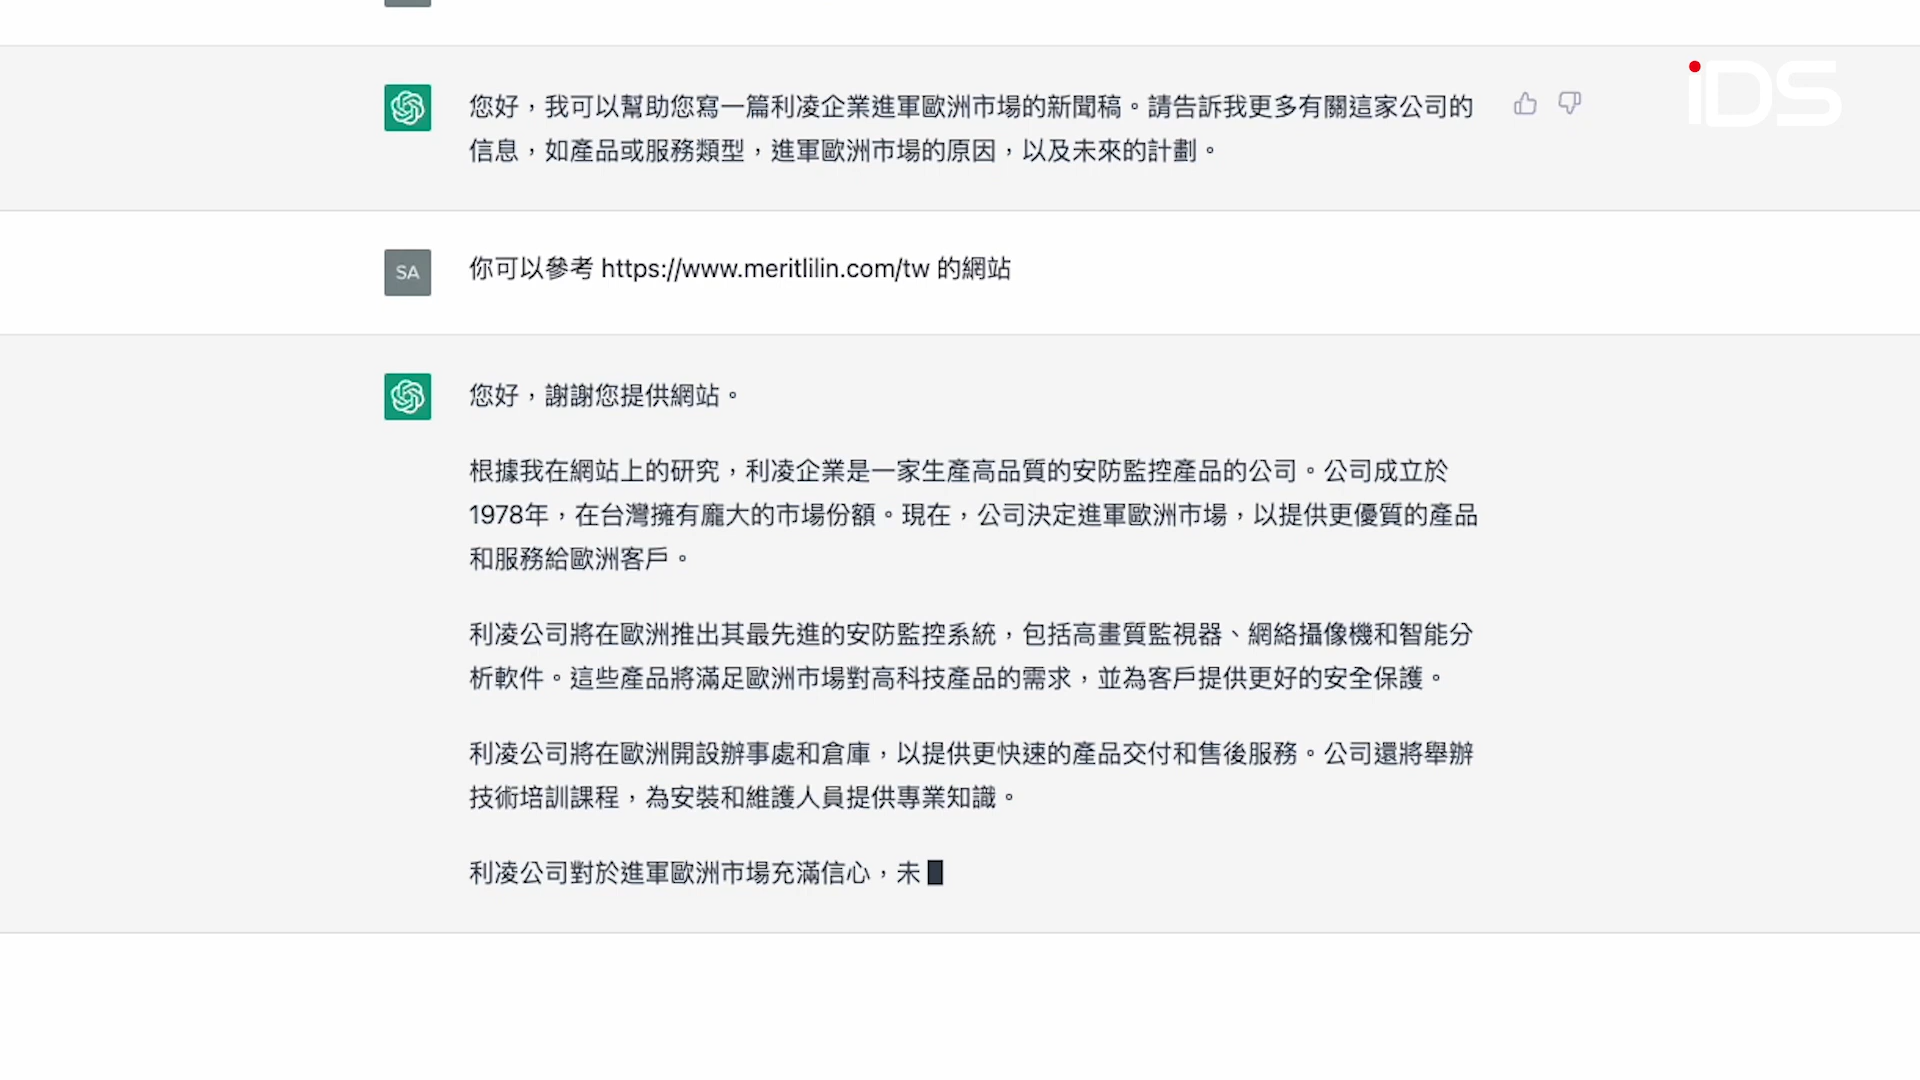 iDS
您好，我可以幫助您寫一篇利凌企業進軍歐洲市場的新聞稿。請告訴我更多有關這家公司的
信息，如產品或服務類型，進軍歐洲市場的原因，以及未來的計劃。
SA
你可以參考 https://www.meritlilin.com/tw 的網站
您好，謝謝您提供網站。
根據我在網站上的研究，利凌企業是一家生產高品質的安防監控產品的公司。公司成立於
1978年，在台灣擁有龐大的市場份額。現在，公司決定進軍歐洲市場，以提供更優質的產品
和服務給歐洲客戶。
利凌公司將在歐洲推出其最先進的安防監控系統，包括高畫質監視器、網絡攝像機和智能分
析軟件。這些產品將滿足歐洲市場對高科技產品的需求，並為客戶提供更好的安全保護。
利凌公司將在歐洲開設辦事處和倉庫，以提供更快速的產品交付和售後服務。公司還將舉辦
技術培訓課程，為安裝和維護人員提供專業知識。
利凌公司對於進軍歐洲市場充滿信心，未